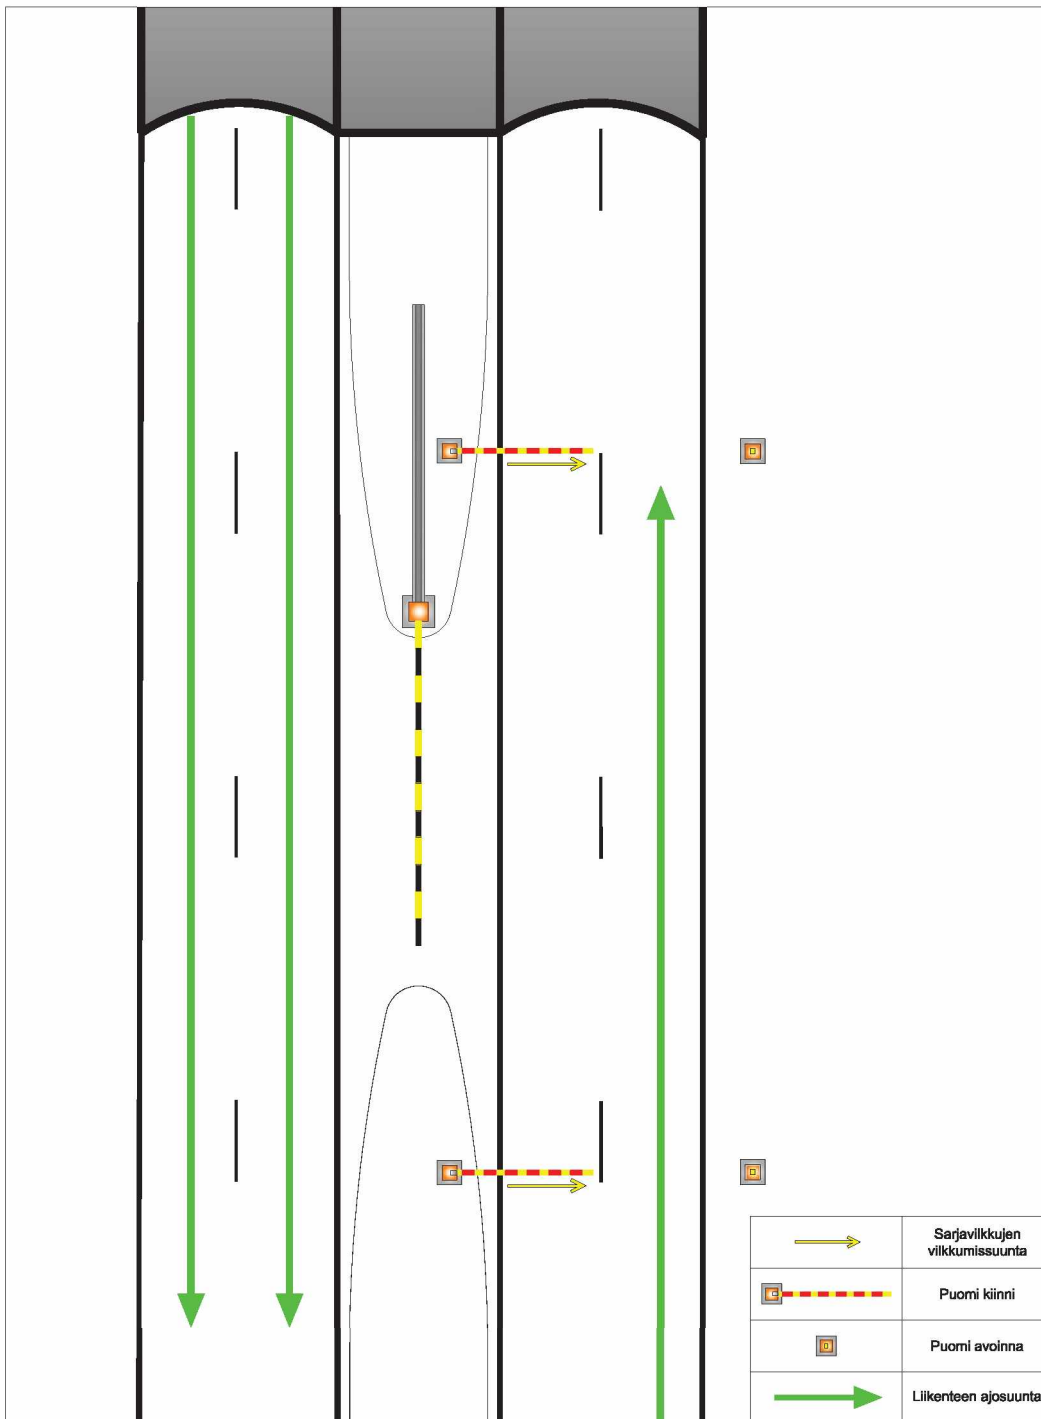 Sarjavilkkujen
vilkkumissuunta
Puomi kiinni
Puomi avoinna
Liikenteen ajosuunta